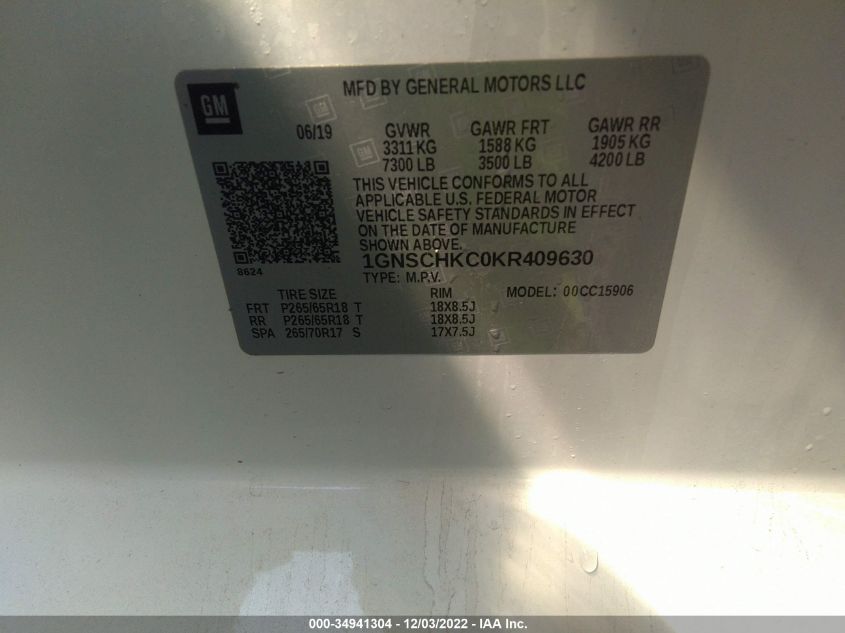 GM
MFD BY GENERAL MOTORS LLC
06/19 GVWR GAWR FRT GAWR RR
3311 KG 1588 KG 1905 KG
7300 LB 3500 LB 4200 LB
THIS VEHICLE CONFORMS TO ALL
APPLICABLE U.S. FEDERAL MOTOR
VEHICLE SAFETY STANDARDS IN EFFECT
ON THE DATE OF MANUFACTURE
SHOWN ABOVE.
8624
1GNSCHKC0KR409630
TYPE: M.P.V.
TIRE SIZE RIM MODEL: 00CC15906
FRT P265/65R18 T 18X8.5J
RR P265/65R18 T 18X8.5J
SPA 265/70R17 S 17X7.5J
000-34941304 - 12/03/2022 - IAA Inc.